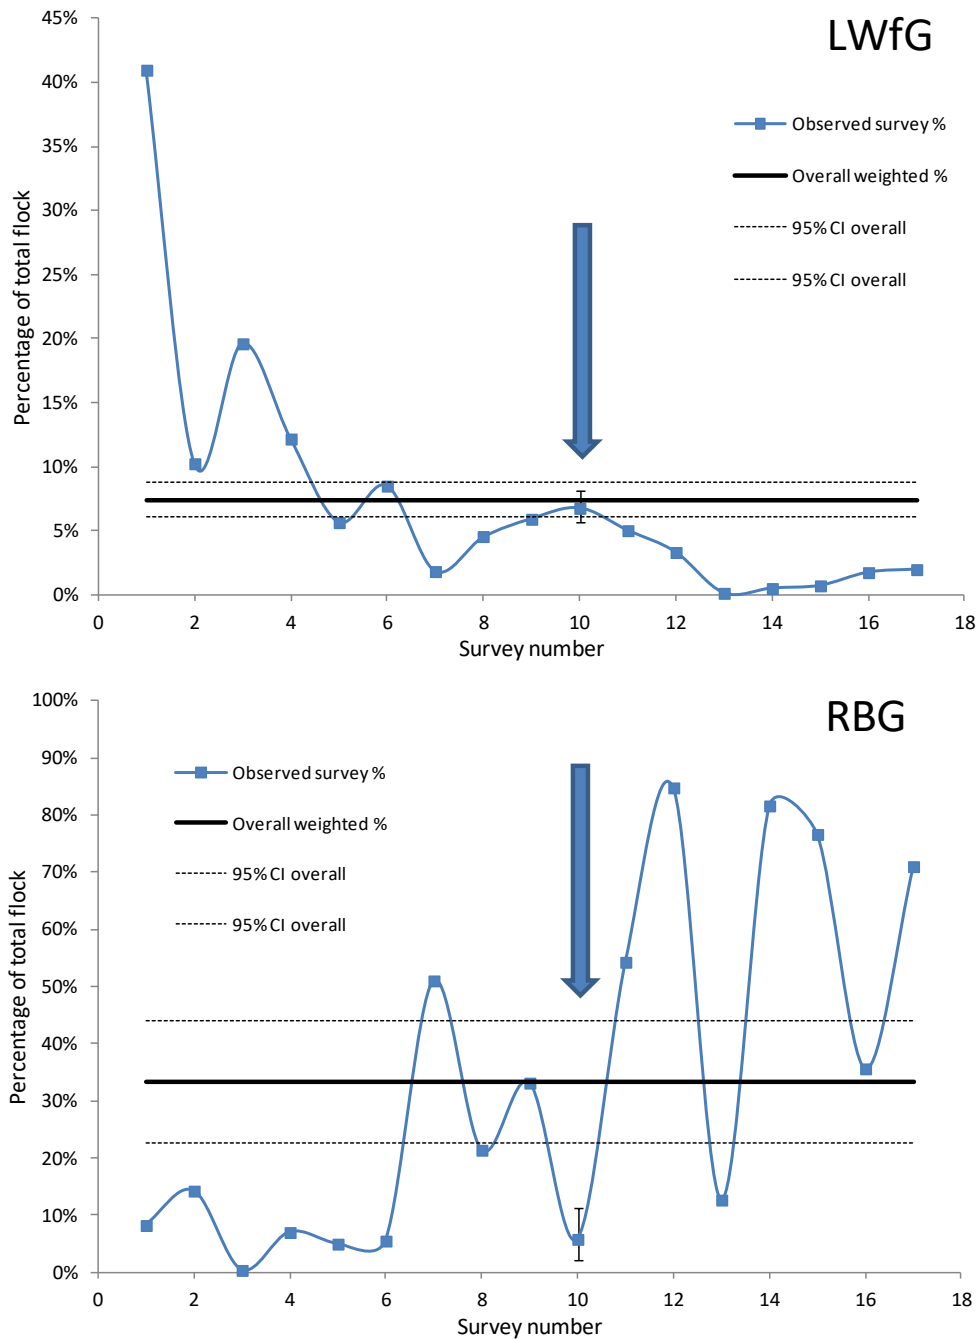 LWfG
45%
40%
35%
30%
25%
20%
15%
10%
5%
0%
Percentage of total flock
Observed survey %
Overall weighted %
95% CI overall
95% CI overall
0 2 4 6 8 10 12 14 16 18
Survey number
RBG
100%
90%
80%
70%
60%
50%
40%
30%
20%
10%
0%
Percentage of total flock
Observed survey %
Overall weighted %
95% CI overall
95% CI overall
0 2 4 6 8 10 12 14 16 18
Survey number